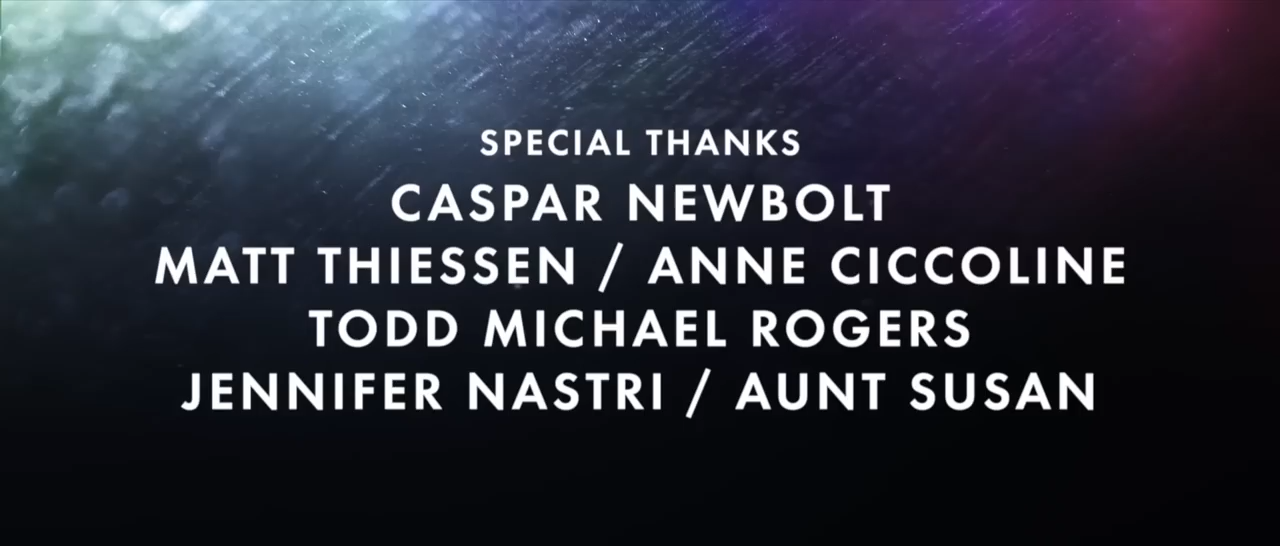 SPECIAL THANKS
CASPAR NEWBOLT
MATT THIESSEN / ANNE CICCOLINE
TODD MICHAEL ROGERS
JENNIFER NASTRI / AUNT SUSAN